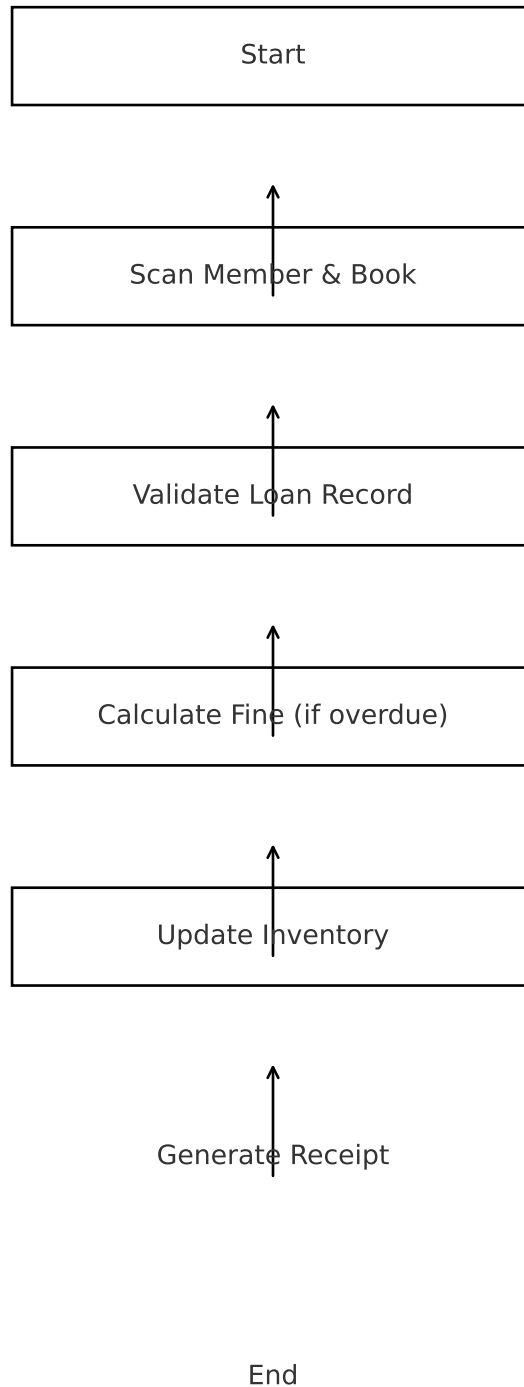 Start
Scan Member & Book
Validate Loan Record
Calculate Fine (if overdue)
Update Inventory
Generate Receipt
End